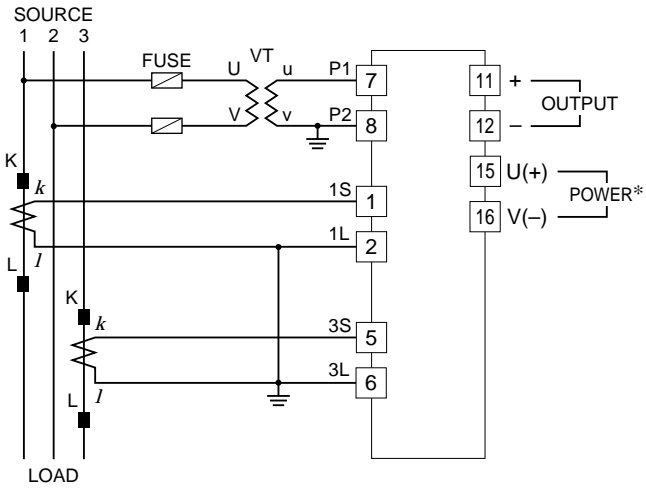 SOURCE
1 2 3
FUSE
VT
U u P1 7
V v P2 8
11 +
OUTPUT
12 –
15 U(+)
POWER*
16 V(–)
K
k
1S 1
1L 2
L l
K
k
3S 5
3L 6
L l
LOAD